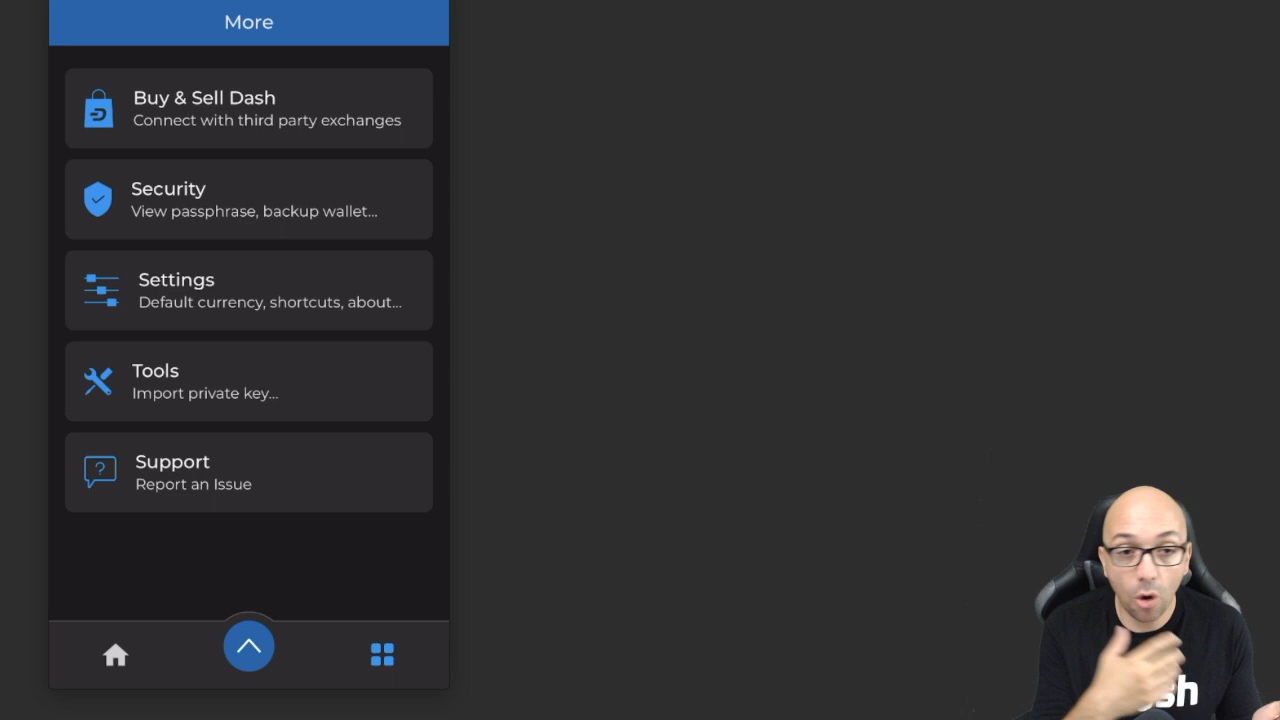 More
Buy & Sell Dash
Connect with third party exchanges
Security
View passphrase, backup wallet...
Settings
Default currency, shortcuts, about...
Tools
Import private key...
Support
Report an Issue